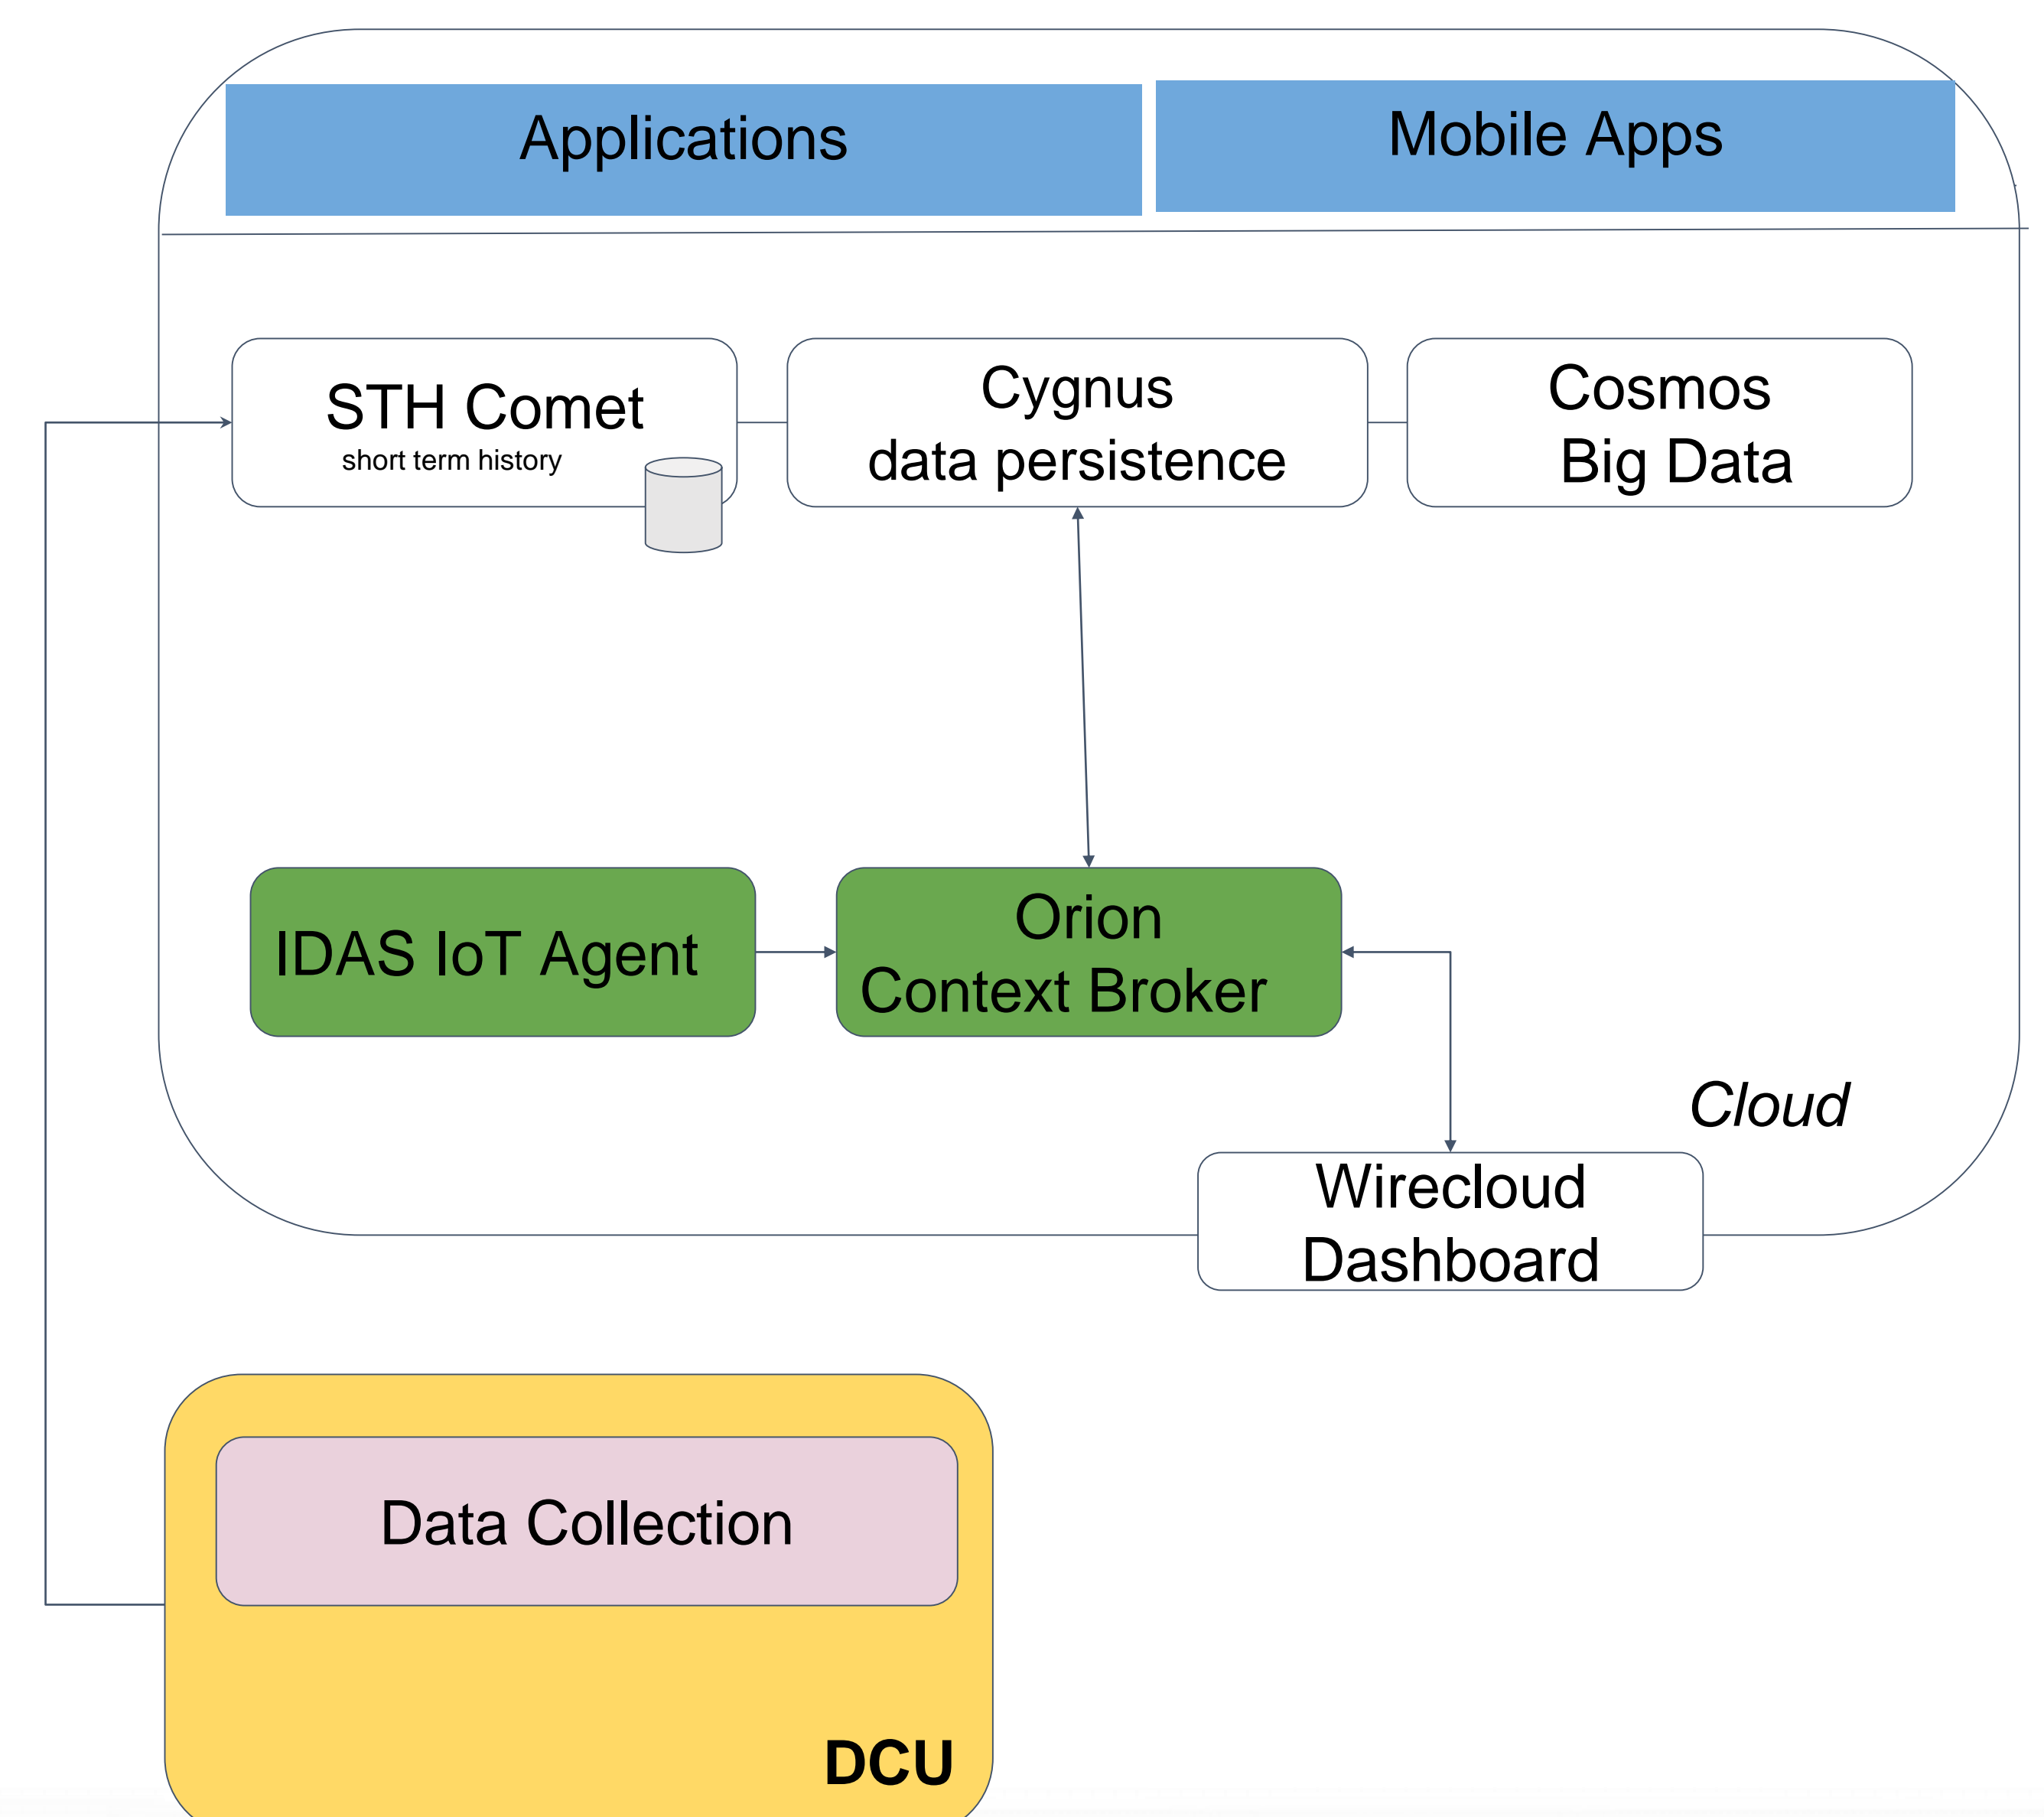 Applications
Mobile Apps
STH Comet
short term history
Cygnus
data persistence
Cosmos
Big Data
IDAS IoT Agent
Orion
Context Broker
Cloud
Wirecloud
Dashboard
Data Collection
DCU